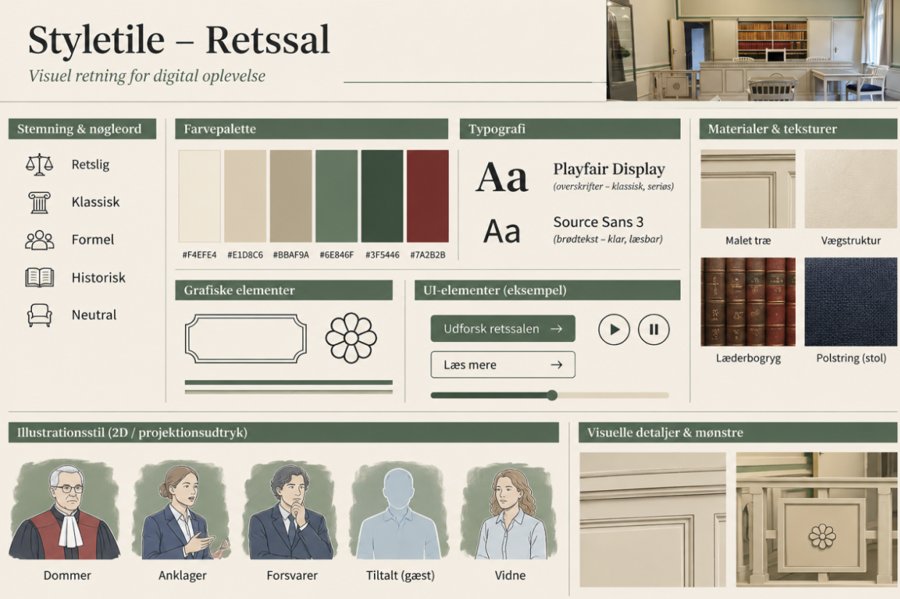 Styletile – Retssal
Visuel retning for digital oplevelse
Stemning & nøgleord
Retslig
Klassisk
Formel
Historisk
Neutral
Farvepalette
#F4EFE4 #E1D8C6 #BBAF9A #6E846F #3F5446 #7A2B2B
Typografi
Aa
Playfair Display
(overskrifter – klassisk, seriøs)
Aa
Source Sans 3
(brødtekst – klar, læsbar)
Materialer & teksturer
Malet træ
Vægstruktur
Læderbogryg
Polstring (stol)
Grafiske elementer
UI-elementer (eksempel)
Udforsk retssalen →
Læs mere →
Illustrationsstil (2D / projektionsudtryk)
Dommer
Anklager
Forsvarer
Tiltalt (gæst)
Vidne
Visuelle detaljer & mønstre